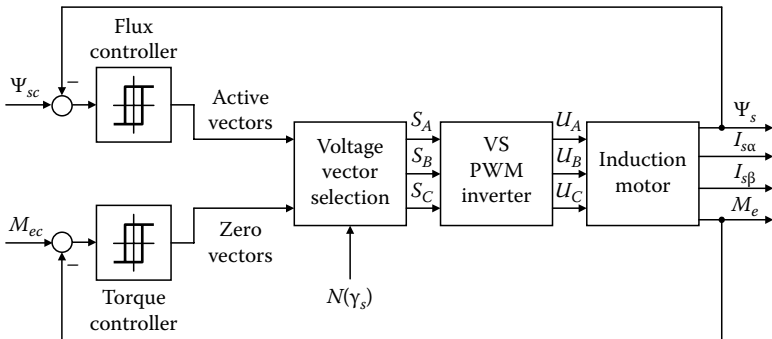 Flux
controller
Ψsc
−
Active
vectors
Voltage
vector
selection
SA
SB
SC
VS
PWM
inverter
UA
UB
UC
Induction
motor
Ψs
Isα
Isβ
Me
Mec
−
Zero
vectors
Torque
controller
N(γs)